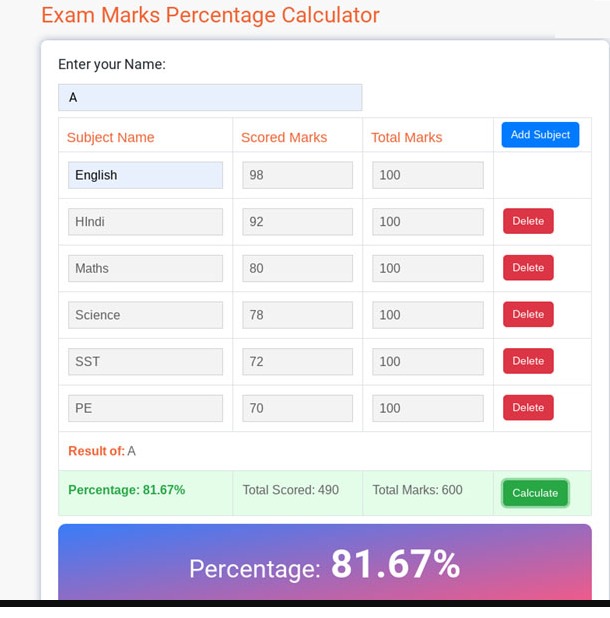 Exam Marks Percentage Calculator
Enter your Name:
A
Subject Name Scored Marks Total Marks Add Subject
English 98 100
HIndi 92 100 Delete
Maths 80 100 Delete
Science 78 100 Delete
SST 72 100 Delete
PE 70 100 Delete
Result of: A
Percentage: 81.67% Total Scored: 490 Total Marks: 600 Calculate
Percentage: 81.67%